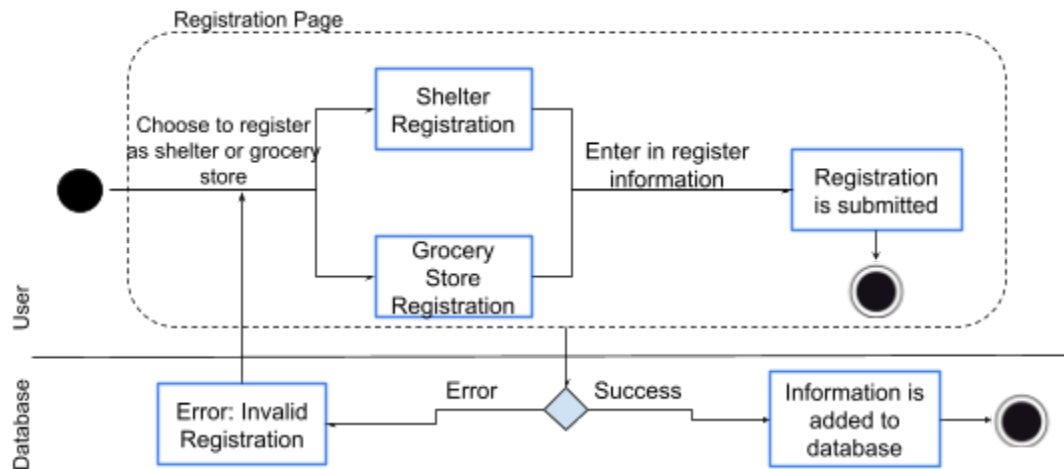 Registration Page
Choose to register
as shelter or grocery
store
Shelter
Registration
Grocery
Store
Registration
Enter in register
information
Registration
is submitted
User
Database
Error: Invalid
Registration
Error
Success
Information is
added to
database